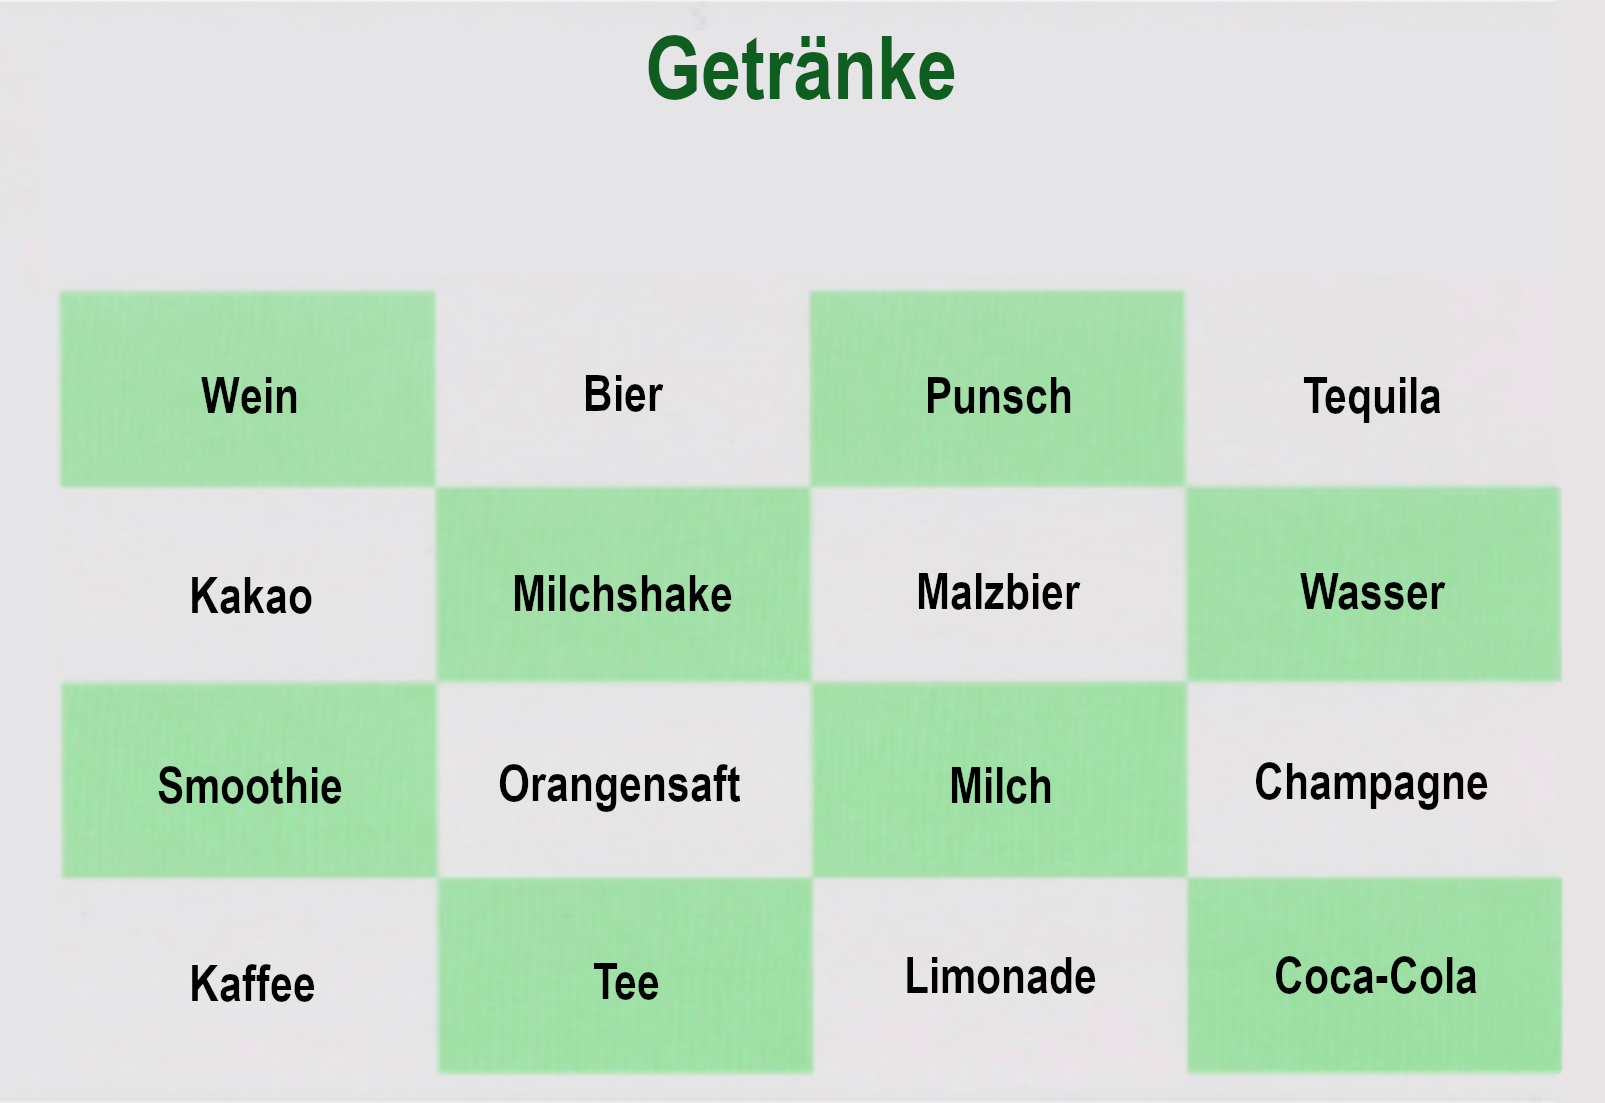 Getränke
Wein Bier Punsch Tequila
Kakao Milchshake Malzbier Wasser
Smoothie Orangensaft Milch Champagne
Kaffee Tee Limonade Coca-Cola